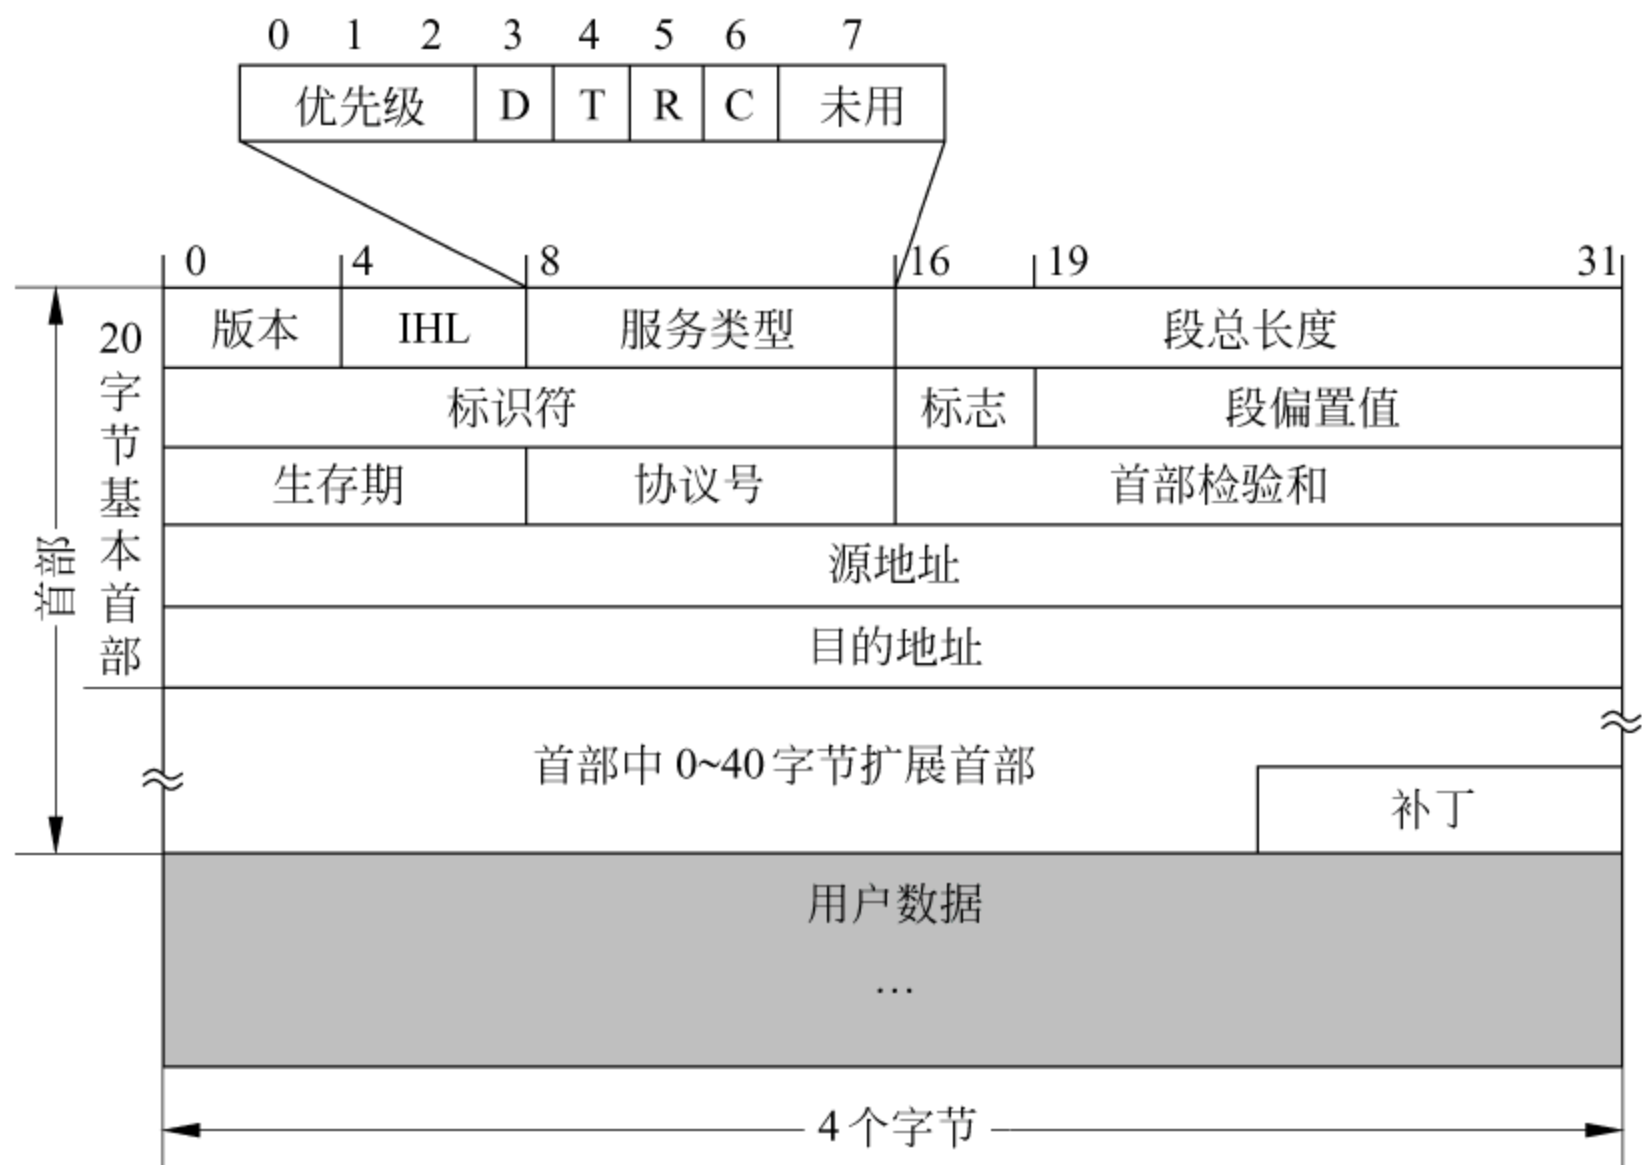 0 1 2 3 4 5 6 7
优先级 D T R C 未用
0 4 8 16 19 31
版本 IHL 服务类型 段总长度
标识符 标志 段偏置值
生存期 协议号 首部检验和
源地址
目的地址
首部中 0~40 字节扩展首部
补丁
用户数据
…
4 个字节
首部
20字节基本首部